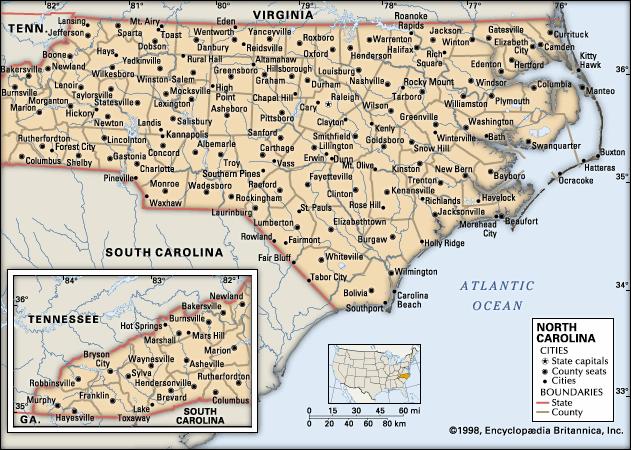 82° 81° 80° 79° 78° 77° 76°
VIRGINIA
TENN.
Lansing
Jefferson
Sparta
Mt. Airy
Toast
Dobson
Eden
Wentworth
Danbury
Yanceyville
Reidsville
Roxboro
Oxford
Henderson
Warrenton
Halifax
Roanoke
Rapids
Jackson
Winton
Rich
Square
Gatesville
Elizabeth
City
Currituck
Camden
Kitty
Hawk
Boone
Newland
Bakersville
Hays
Yadkinville
Wilkesboro
Winston-Salem
Rural Hall
Greensboro
Altamahaw
Graham
Hillsborough
Durham
Louisburg
Nashville
Rocky Mount
Tarboro
Windsor
Edenton
Hertford
Columbia
Manteo
36°
Burnsville
Marion
Lenoir
Morganton
Taylorsville
Hickory
Statesville
Mocksville
Lexington
High
Point
Asheboro
Chapel Hill
Pittsboro
Cary
Raleigh
Clayton
Wilson
Kenly
Greenville
Williamston
Plymouth
Washington
Swanquarter
Newton
Landis
Salisbury
Kannapolis
Rutherfordton
Forest City
Columbus
Shelby
Lincolnton
Gastonia
Concord
Charlotte
Pineville
Albemarle
Troy
Sanford
Carthage
Vass
Southern Pines
Lillington
Erwin
Dunn
Smithfield
Goldsboro
Mt. Olive
Snow Hill
Winterville
Bath
Kinston
Trenton
New Bern
Bayboro
Buxton
Hatteras
Ocracoke
35°
Monroe
Waxhaw
Wadesboro
Rockingham
Raeford
Laurinburg
Fayetteville
St. Pauls
Lumberton
Rowland
Fairmont
Fair Bluff
Clinton
Rose Hill
Elizabethtown
Kenansville
Richlands
Burgaw
Jacksonville
Holly Ridge
Havelock
Morehead
City
Beaufort
Whiteville
Tabor City
Wilmington
Bolivia
Southport
Carolina
Beach
34°
33°
SOUTH CAROLINA
ATLANTIC
OCEAN
84° 83° 82°
36°
35°
TENNESSEE
Newland
Bakersville
Burnsville
Hot Springs
Marshall
Mars Hill
Marion
Bryson
City
Waynesville
Asheville
Robbinsville
Sylva
Rutherfordton
Hendersonville
Murphy
Franklin
Brevard
Columbus
Hayesville
Lake
Toxaway
SOUTH
CAROLINA
GA.
0 15 30 45 60 mi
0 20 40 60 80 km
NORTH
CAROLINA
CITIES
State capitals
County seats
Cities
BOUNDARIES
State
County
©1998, Encyclopædia Britannica, Inc.